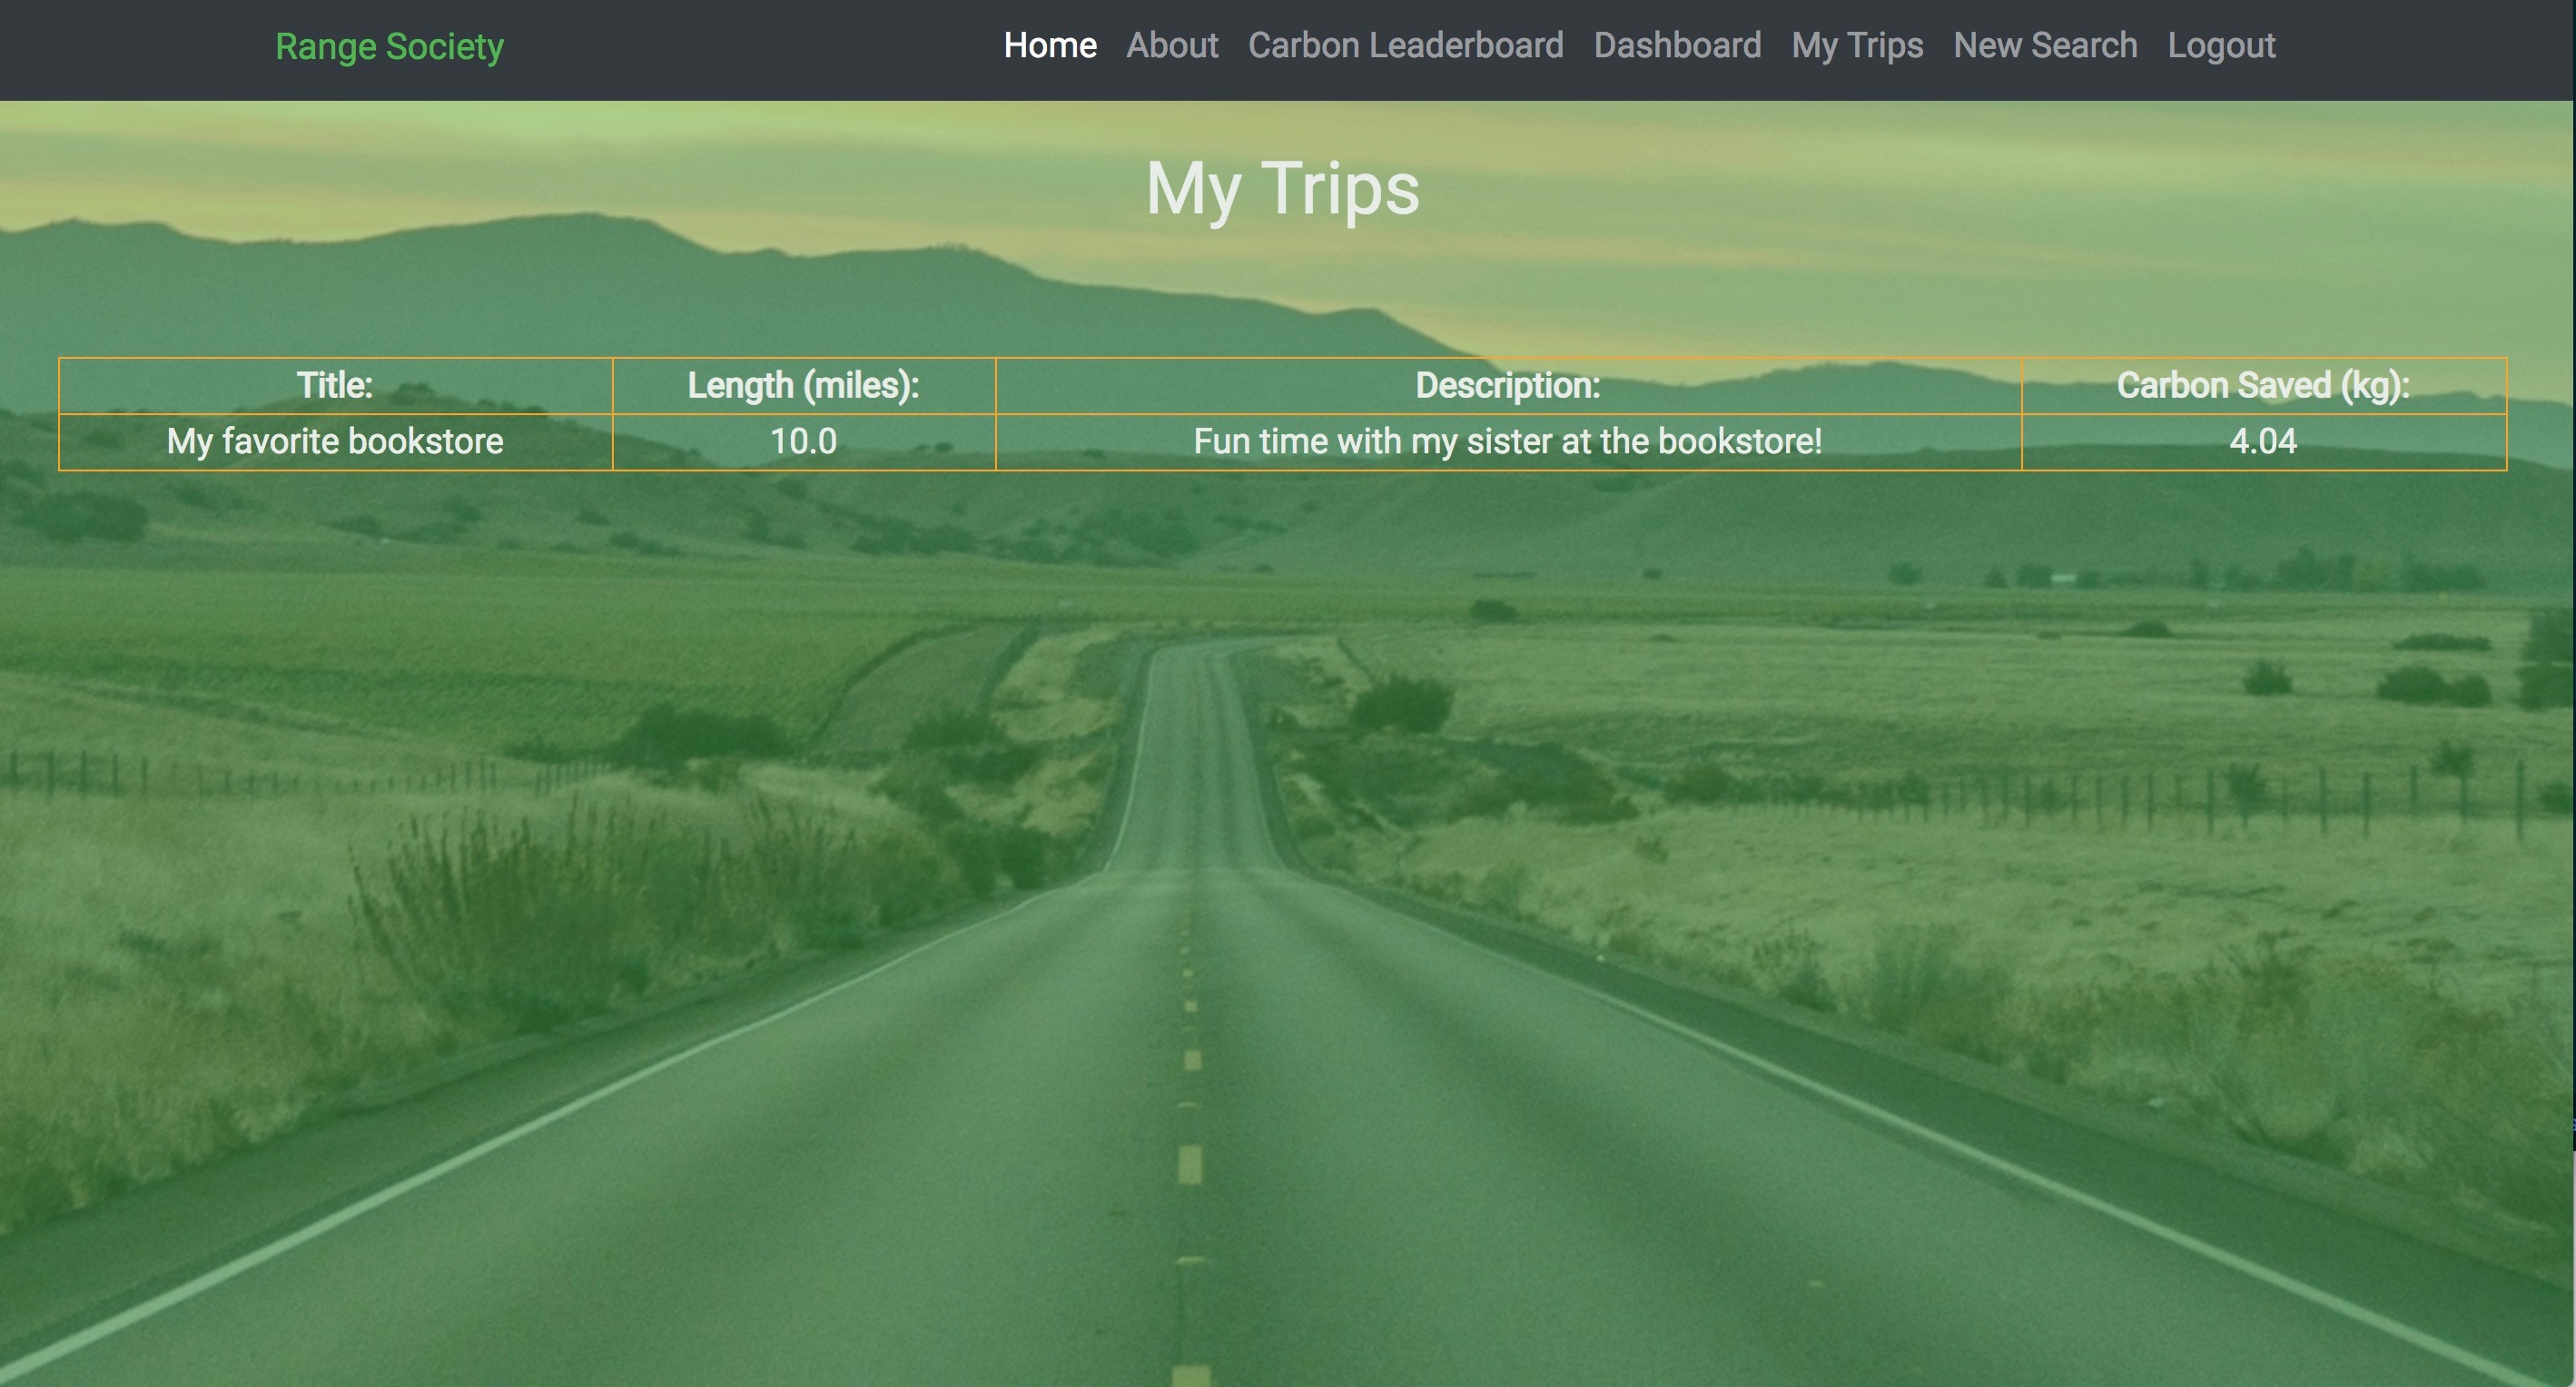 Range Society Home About Carbon Leaderboard Dashboard My Trips New Search Logout
My Trips
Title: Length (miles): Description: Carbon Saved (kg):
My favorite bookstore 10.0 Fun time with my sister at the bookstore! 4.04